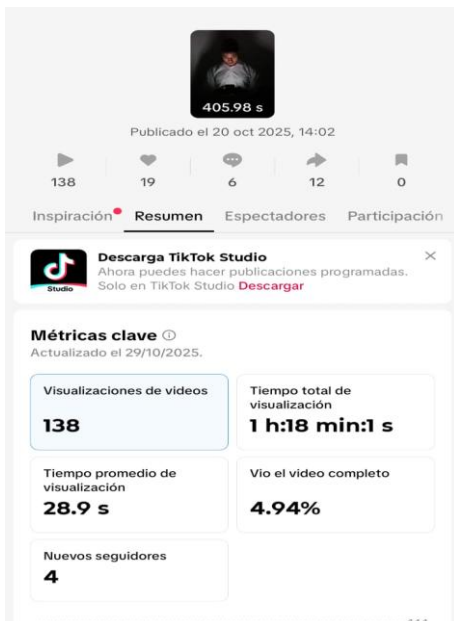 405.98 s
Publicado el 20 oct 2025, 14:02
138 19 6 12 0
Inspiración Resumen Espectadores Participación
Descarga TikTok Studio
Ahora puedes hacer publicaciones programadas.
Solo en TikTok Studio Descargar
Studio
Métricas clave
Actualizado el 29/10/2025.
Visualizaciones de videos
138
Tiempo total de
visualización
1 h:18 min:1 s
Tiempo promedio de
visualización
28.9 s
Vio el video completo
4.94%
Nuevos seguidores
4